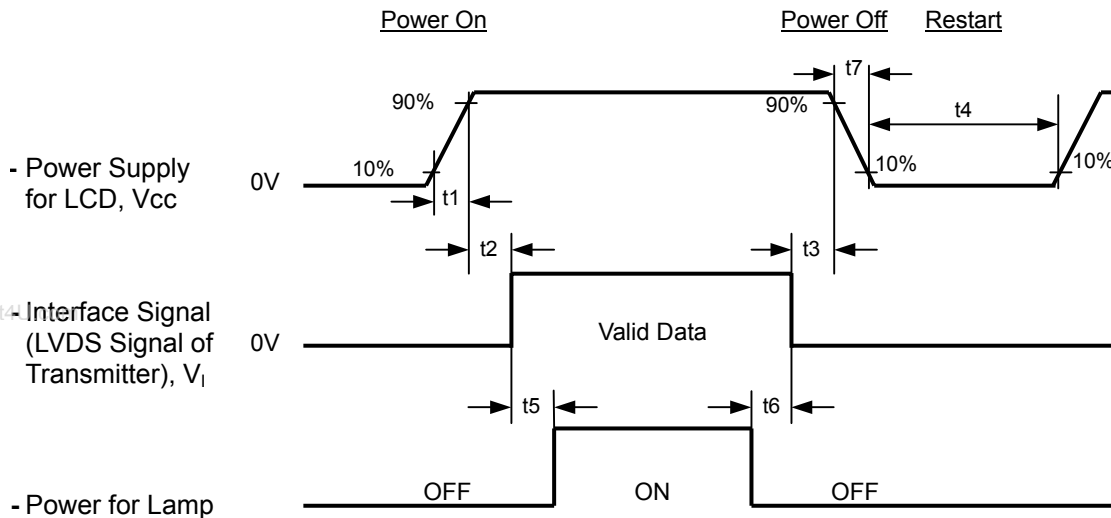 Power On
Power Off
Restart
t7
90%
90%
t4
- Power Supply
for LCD, Vcc
0V
10%
10%
10%
t1
t2
t3
- Interface Signal
(LVDS Signal of
Transmitter), VI
0V
Valid Data
t5
t6
- Power for Lamp
OFF
ON
OFF